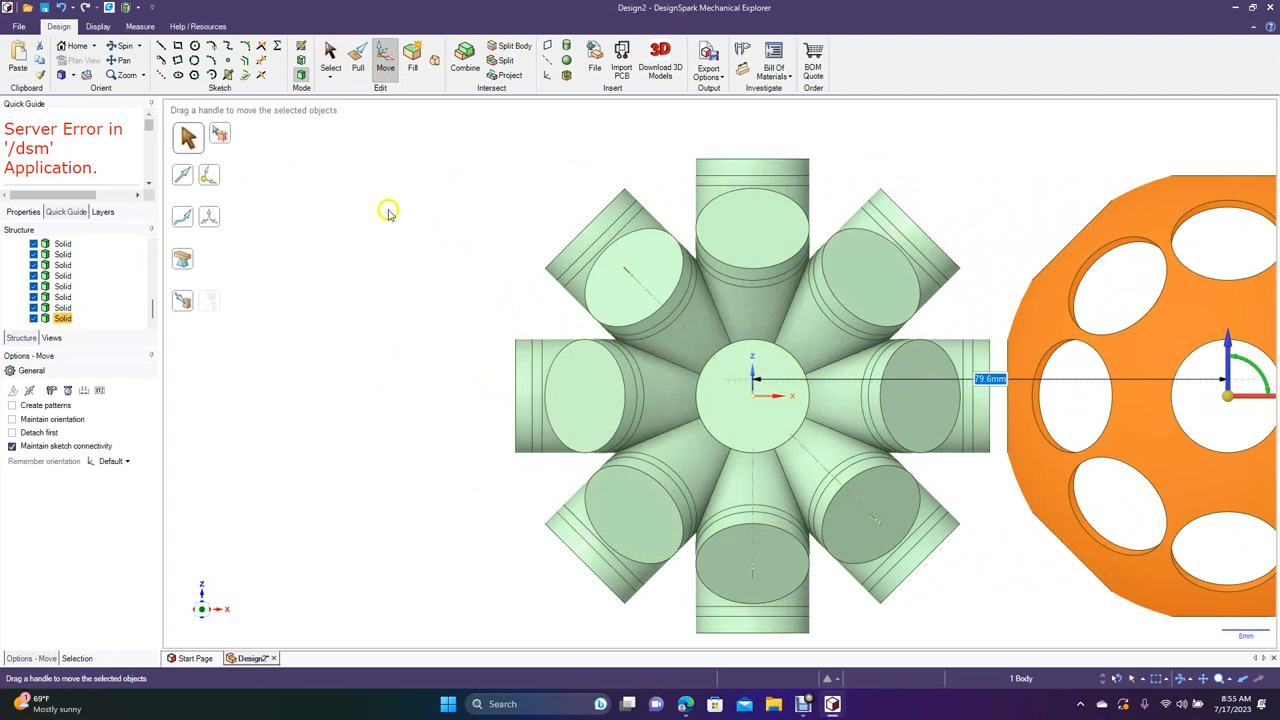 Design2 - DesignSpark Mechanical Explorer
File Design Display Measure Help / Resources
Paste
Home
Plan View
Spin
Pan
Zoom
Select Pull Move Fill
Combine
Split Body
Split
Project
File
Import PCB
Download 3D Models
Export Options
Bill Of Materials
BOM Quote
Clipboard Orient Sketch Mode Edit Intersect Insert Output Investigate Order
Quick Guide
Drag a handle to move the selected objects
Server Error in
'/dsm'
Application.
Properties Quick Guide Layers
Structure
Solid
Solid
Solid
Solid
Solid
Solid
Solid
Solid
Structure Views
Options - Move
General
Create patterns
Maintain orientation
Detach first
Maintain sketch connectivity
Remember orientation Default
z
x
79.6mm
z
x
8mm
Options - Move Selection
Start Page Design2*
Drag a handle to move the selected objects
1 Body
1
69°F
Mostly sunny
Search
8:55 AM
7/17/2023